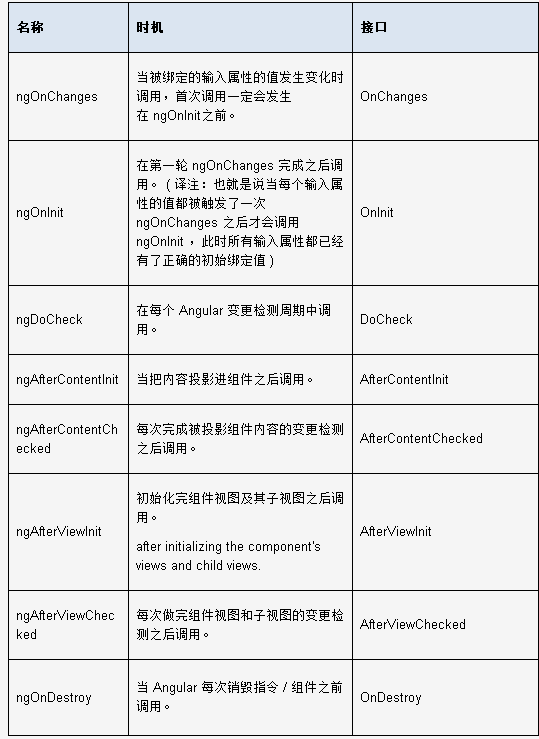 名称 时机 接口
ngOnChanges
当被绑定的输入属性的值发生变化时
调用，首次调用一定会发生
在 ngOnInit之前。
OnChanges
ngOnInit
在第一轮 ngOnChanges 完成之后调
用。 ( 译注：也就是说当每个输入属
性的值都被触发了一次
ngOnChanges 之后才会调用
ngOnInit ，此时所有输入属性都已经
有了正确的初始绑定值 )
OnInit
ngDoCheck
在每个 Angular 变更检测周期中调
用。
DoCheck
ngAfterContentInit
当把内容投影进组件之后调用。
AfterContentInit
ngAfterContentCh
ecked
每次完成被投影组件内容的变更检测
之后调用。
AfterContentChecked
ngAfterViewInit
初始化完组件视图及其子视图之后调
用。
after initializing the component's
views and child views.
AfterViewInit
ngAfterViewChec
ked
每次做完组件视图和子视图的变更检
测之后调用。
AfterViewChecked
ngOnDestroy
当 Angular 每次销毁指令 / 组件之前
调用。
OnDestroy